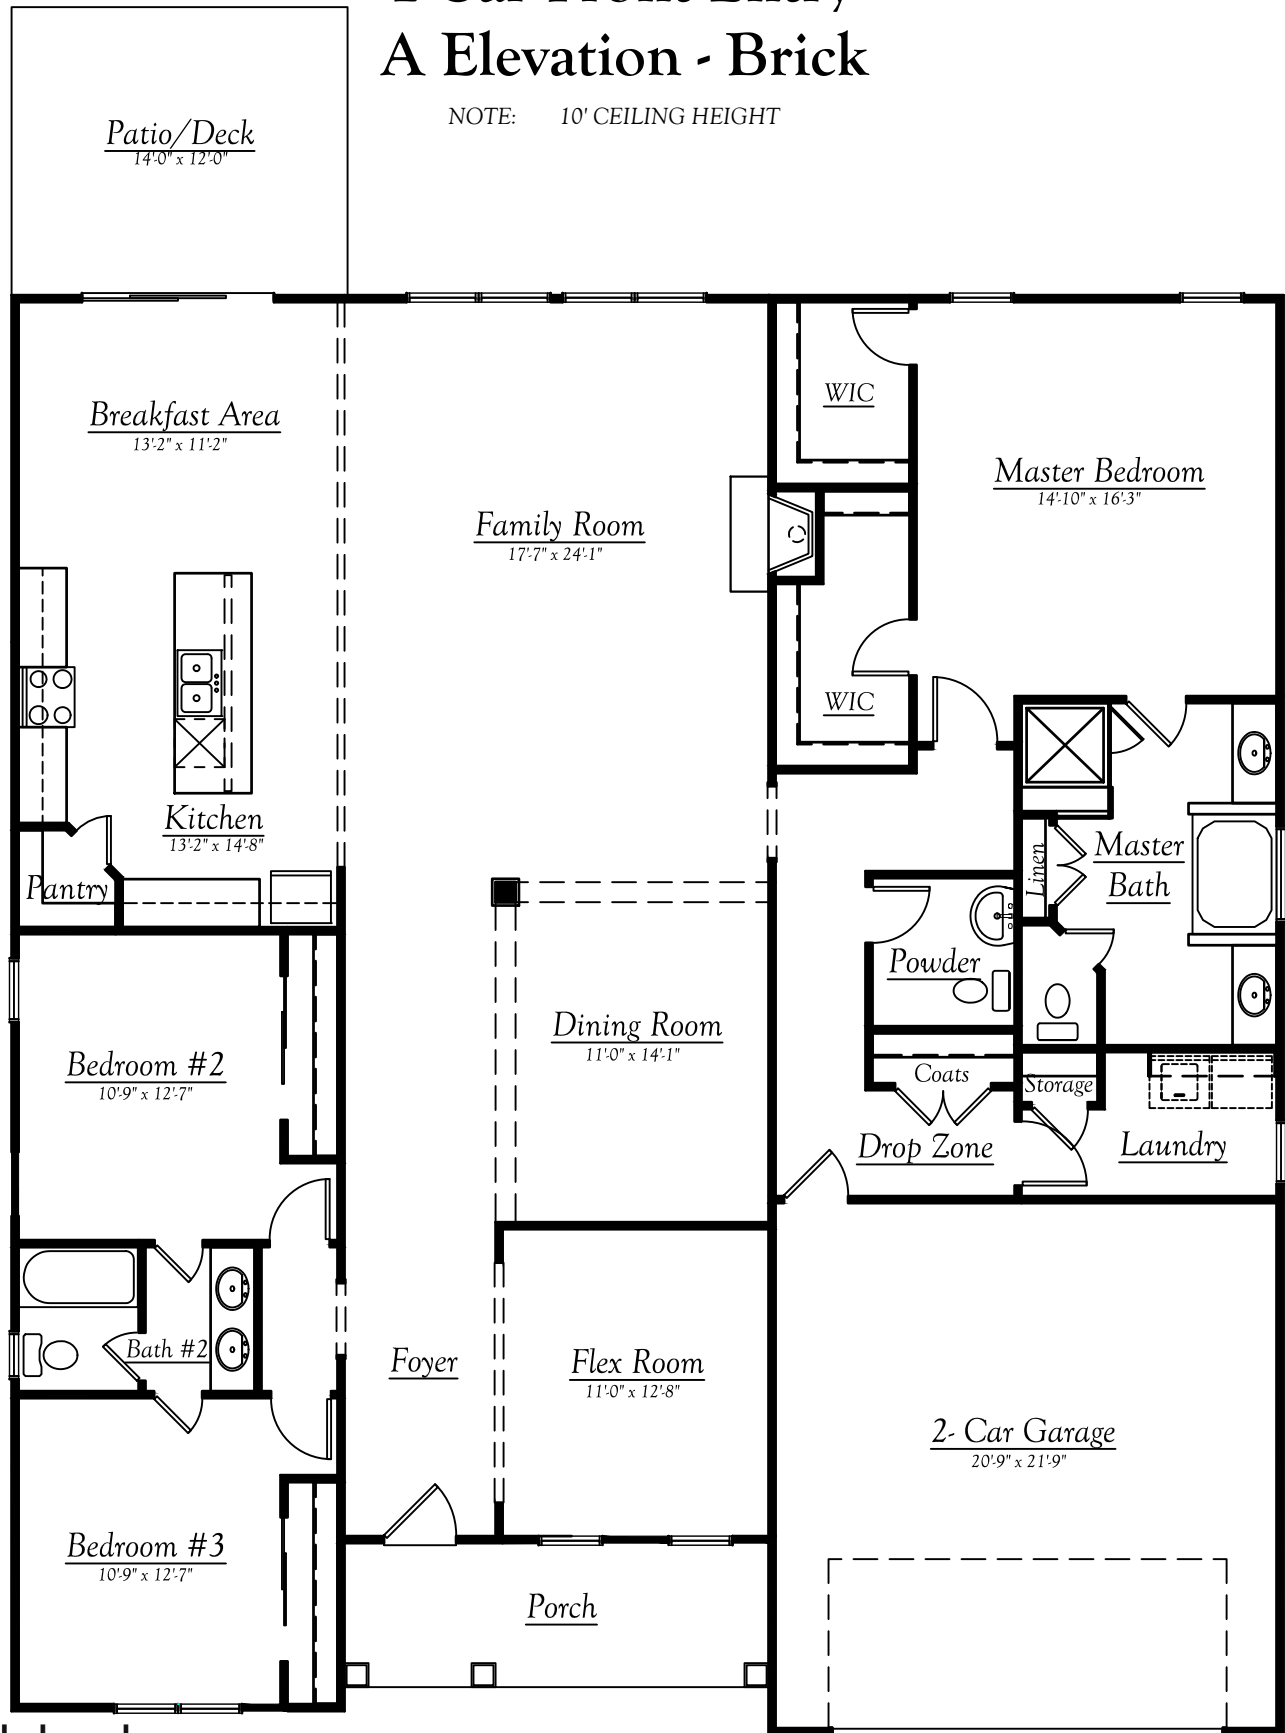 A Elevation - Brick
NOTE: 10' CEILING HEIGHT
Patio/Deck
14'-0" x 12'-0"
Breakfast Area
13'-2" x 11'-2"
WIC
Master Bedroom
14'-10" x 16'-3"
Family Room
17'-7" x 24'-1"
WIC
Kitchen
13'-2" x 14'-8"
Pantry
Linen
Master
Bath
Powder
Dining Room
11'-0" x 14'-1"
Bedroom #2
10'-9" x 12'-7"
Coats
Storage
Drop Zone
Laundry
Bath #2
Foyer
Flex Room
11'-0" x 12'-8"
2- Car Garage
20'-9" x 21'-9"
Bedroom #3
10'-9" x 12'-7"
Porch